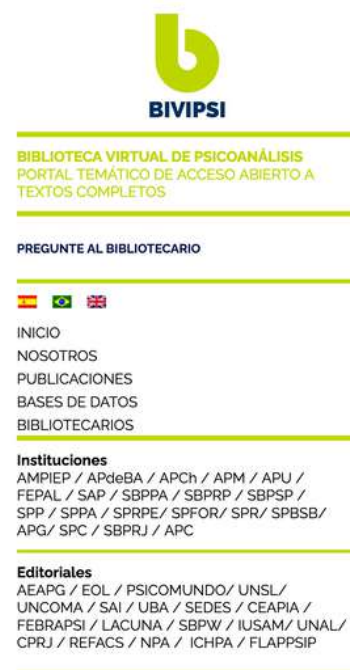 b
BIVIPSI
BIBLIOTECA VIRTUAL DE PSICOANÁLISIS
PORTAL TEMÁTICO DE ACCESO ABIERTO A
TEXTOS COMPLETOS
PREGUNTE AL BIBLIOTECARIO
INICIO
NOSOTROS
PUBLICACIONES
BASES DE DATOS
BIBLIOTECARIOS
Instituciones
AMPIEP / APdeBA / APCh / APM / APU /
FEPAL / SAP / SBPPA / SBPRP / SBPSP /
SPP / SPPA / SPRPE/ SPFOR/ SPR/ SPBSB/
APG/ SPC / SBPRJ / APC
Editoriales
AEAPG / EOL / PSICOMUNDO/ UNSL/
UNCOMA / SAI / UBA / SEDES / CEAPIA /
FEBRAPSI / LACUNA / SBPW / IUSAM/ UNAL/
CPRJ / REFACS / NPA / ICHPA / FLAPPSIP